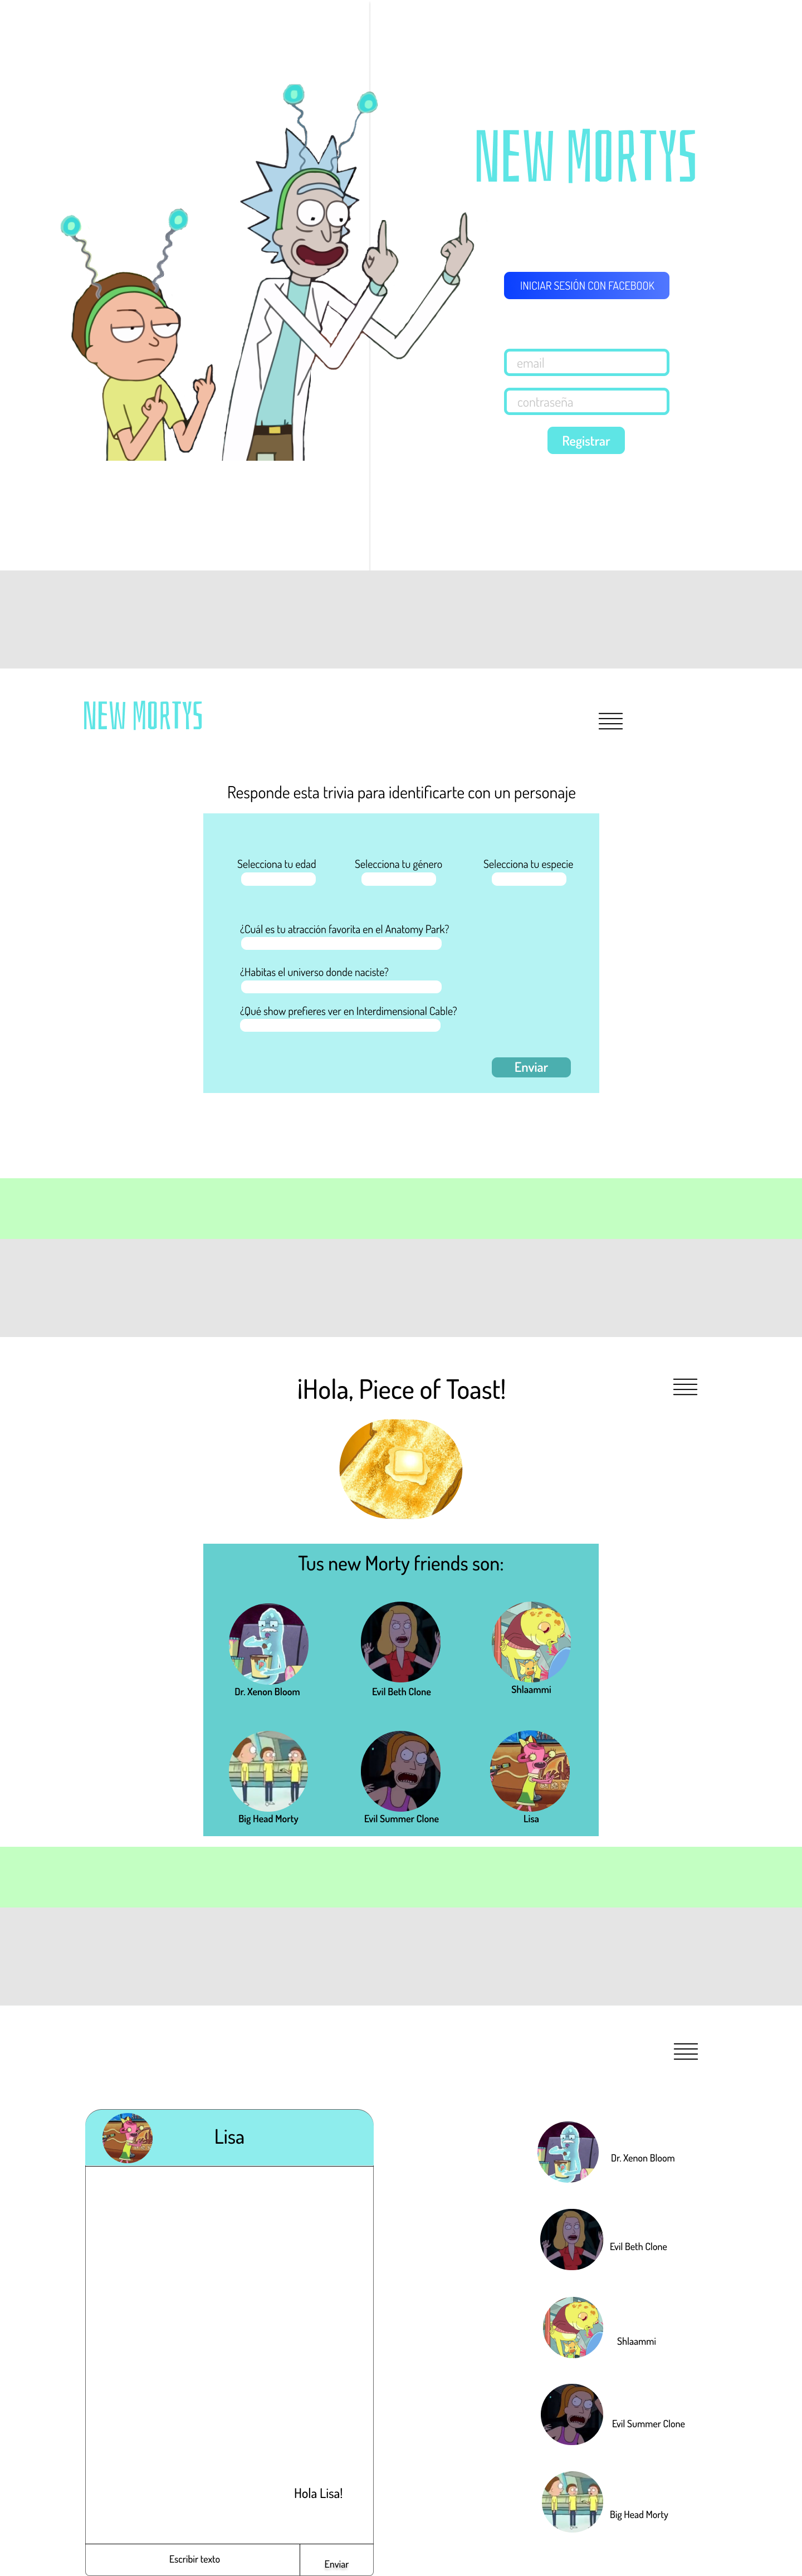 NEW MORTYS
INICIAR SESIÓN CON FACEBOOK
email
contraseña
Registrar
NEW MORTYS
Responde esta trivia para identificarte con un personaje
Selecciona tu edad
Selecciona tu género
Selecciona tu especie
¿Cuál es tu atracción favorita en el Anatomy Park?
¿Habitas el universo donde naciste?
¿Qué show prefieres ver en Interdimensional Cable?
Enviar
¡Hola, Piece of Toast!
Tus new Morty friends son:
Dr. Xenon Bloom
Evil Beth Clone
Shlaammi
Big Head Morty
Evil Summer Clone
Lisa
Lisa
Dr. Xenon Bloom
Evil Beth Clone
Shlaammi
Evil Summer Clone
Hola Lisa!
Big Head Morty
Escribir texto
Enviar